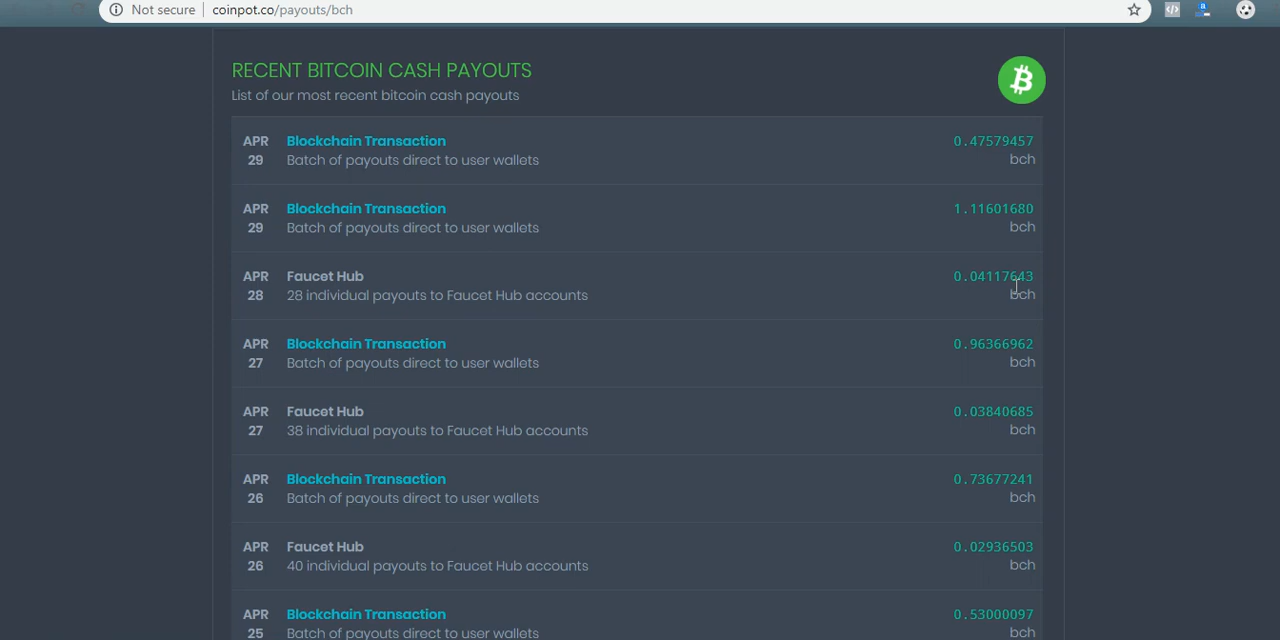 Not secure coinpot.co/payouts/bch
RECENT BITCOIN CASH PAYOUTS
List of our most recent bitcoin cash payouts
APR Blockchain Transaction 0.47579457
29 Batch of payouts direct to user wallets bch
APR Blockchain Transaction 1.11601680
29 Batch of payouts direct to user wallets bch
APR Faucet Hub 0.04117643
28 28 individual payouts to Faucet Hub accounts bch
APR Blockchain Transaction 0.96366962
27 Batch of payouts direct to user wallets bch
APR Faucet Hub 0.03840685
27 38 individual payouts to Faucet Hub accounts bch
APR Blockchain Transaction 0.73677241
26 Batch of payouts direct to user wallets bch
APR Faucet Hub 0.02936503
26 40 individual payouts to Faucet Hub accounts bch
APR Blockchain Transaction 0.53000097
25 Batch of payouts direct to user wallets bch